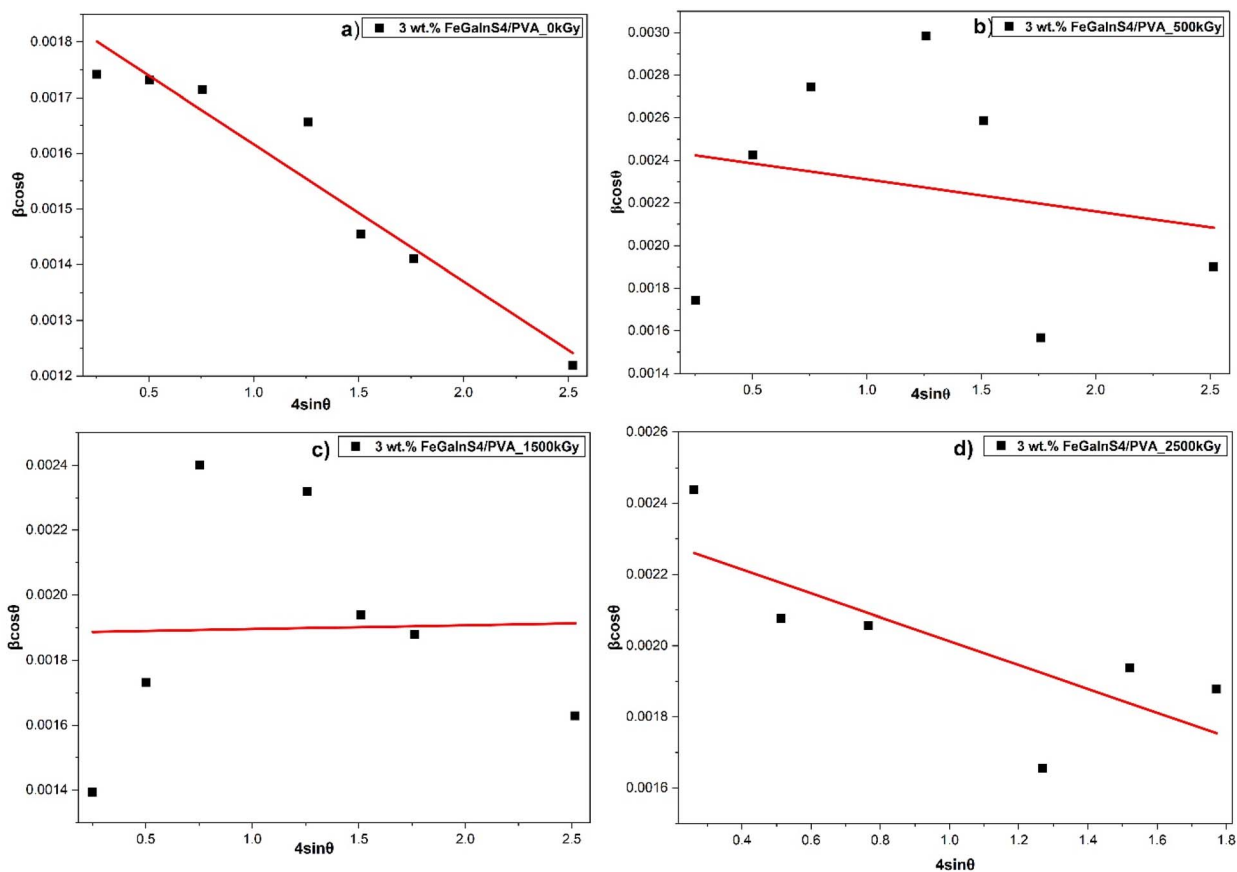 a)
3 wt.% FeGaInS4/PVA_0kGy
0.0018
0.0017
0.0016
0.0015
0.0014
0.0013
0.0012
βcosθ
0.5 1.0 1.5 2.0 2.5
4sinθ
b)
3 wt.% FeGaInS4/PVA_500kGy
0.0030
0.0028
0.0026
0.0024
0.0022
0.0020
0.0018
0.0016
0.0014
βcosθ
0.5 1.0 1.5 2.0 2.5
4sinθ
c)
3 wt.% FeGaInS4/PVA_1500kGy
0.0024
0.0022
0.0020
0.0018
0.0016
0.0014
βcosθ
0.5 1.0 1.5 2.0 2.5
4sinθ
d)
3 wt.% FeGaInS4/PVA_2500kGy
0.0026
0.0024
0.0022
0.0020
0.0018
0.0016
βcosθ
0.4 0.6 0.8 1.0 1.2 1.4 1.6 1.8
4sinθ